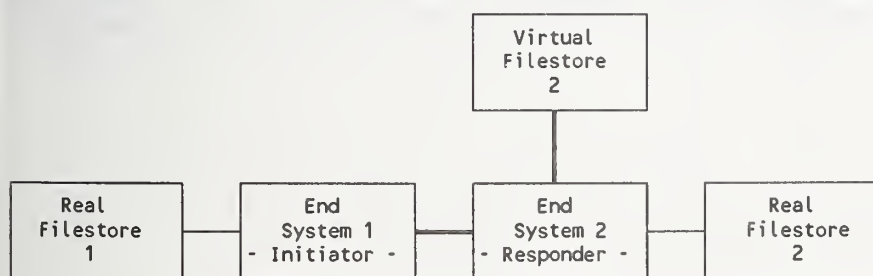 Virtual
Filestore
2
Real
Filestore
1
End
System 1
- Initiator -
End
System 2
- Responder -
Real
Filestore
2